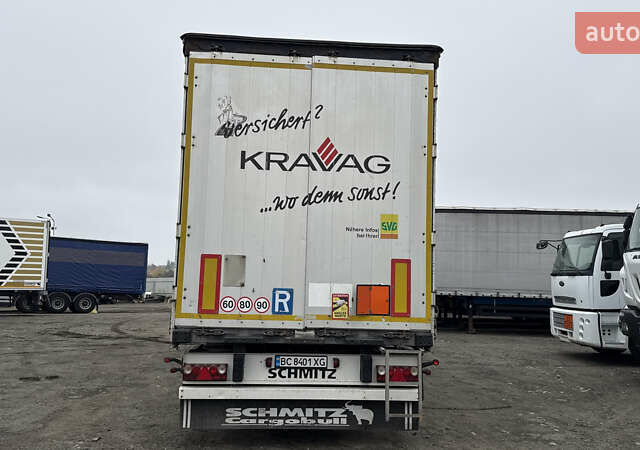 auto
versichert?
KRAVAG
...wo denn sonst!
Nähere Infos
bei Ihrer
SVG
60 80 90
R
BC 8401 XG
SCHMITZ
SCHMITZ
Cargobull